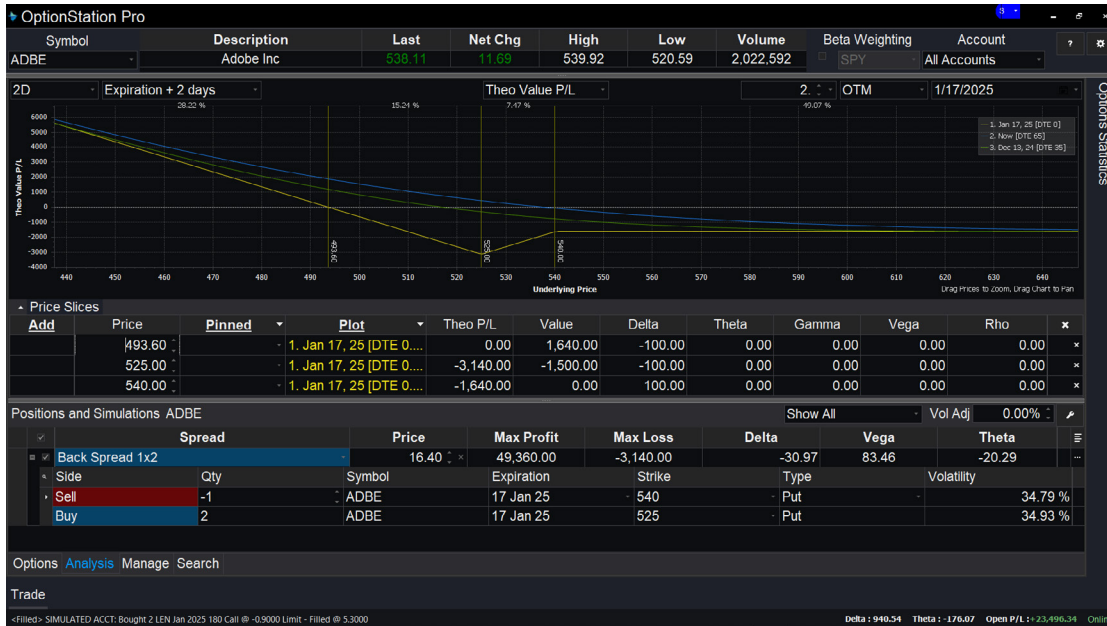 OptionStation Pro
3
Symbol Description Last Net Chg High Low Volume Beta Weighting Account
ADBE Adobe Inc 538.11 11.69 539.92 520.59 2,022,592 SPY All Accounts
?
2D Expiration + 2 days Theo Value P/L 2. OTM 1/17/2025
Options Statistics
28.22 % 15.24 % 7.47 % 49.07 %
1. Jan 17, 25 [DTE 0]
2. Now [DTE 65]
3. Dec 13, 24 [DTE 35]
Theo Value P/L
6000
5000
4000
3000
2000
1000
0
-1000
-2000
-3000
-4000
493.60 525.00 540.00
440 450 460 470 480 490 500 510 520 530 540 550 560 570 580 590 600 610 620 630 640
Underlying Price
Drag Prices to Zoom, Drag Chart to Pan
Price Slices
Add Price Pinned Plot Theo P/L Value Delta Theta Gamma Vega Rho x
493.60 1. Jan 17, 25 [DTE 0.... 0.00 1,640.00 -100.00 0.00 0.00 0.00 0.00 x
525.00 1. Jan 17, 25 [DTE 0.... -3,140.00 -1,500.00 -100.00 0.00 0.00 0.00 0.00 x
540.00 1. Jan 17, 25 [DTE 0.... -1,640.00 0.00 100.00 0.00 0.00 0.00 0.00 x
Positions and Simulations ADBE Show All Vol Adj 0.00%
Spread Price Max Profit Max Loss Delta Vega Theta
Back Spread 1x2 16.40 x 49,360.00 -3,140.00 -30.97 83.46 -20.29 ...
Side Qty Symbol Expiration Strike Type Volatility
Sell -1 ADBE 17 Jan 25 540 Put 34.79 %
Buy 2 ADBE 17 Jan 25 525 Put 34.93 %
Options Analysis Manage Search
Trade
<Filled> SIMULATED ACCT: Bought 2 LEN Jan 2025 180 Call @ -0.9000 Limit - Filled @ 5.3000 Delta : 940.54 Theta : -176.07 Open P/L :+23,496.34 Onlin